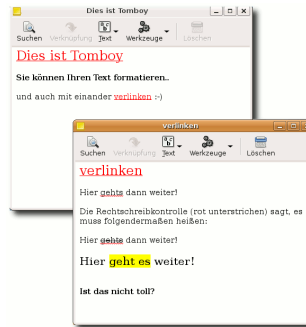 Dies ist Tomboy
Suchen Verknüpfung Text Werkzeuge Löschen
Dies ist Tomboy
Sie können Ihren Text formatieren..
und auch mit einander verlinken :-)
verlinken
Suchen Verknüpfung Text Werkzeuge Löschen
verlinken
Hier gehts dann weiter!
Die Rechtschreibkontrolle (rot unterstrichen) sagt, es
muss folgendermaßen heißen:
Hier gehts dann weiter!
Hier geht es weiter!
Ist das nicht toll?